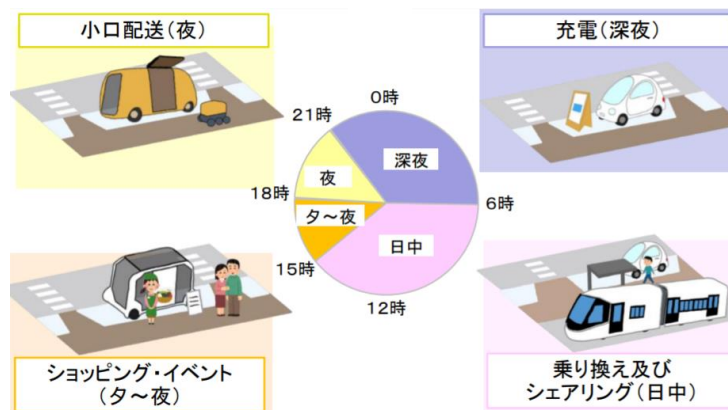 小口配送(夜)
充電(深夜)
0時
21時
深夜
夜
18時
6時
夕~夜
日中
15時
12時
ショッピング・イベント
(夕~夜)
乗り換え及び
シェアリング(日中)